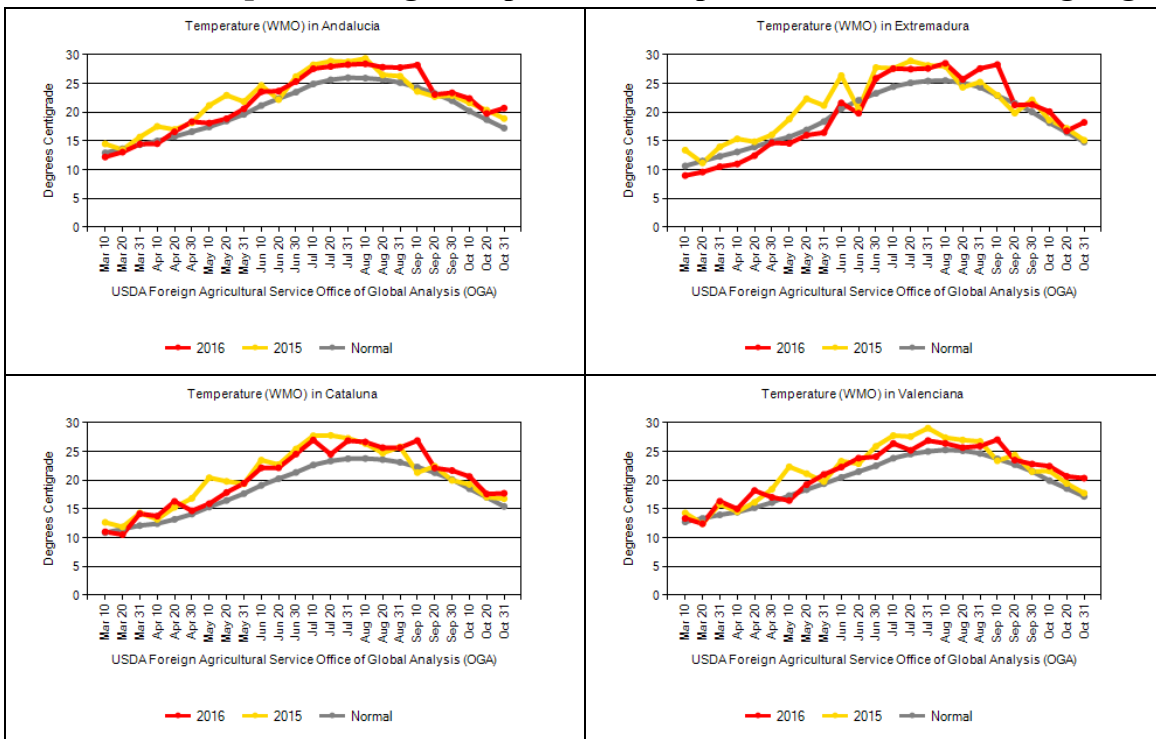 Temperature (WMO) in Andalucia
30
25
20
15
10
5
0
Degrees Centigrade
Mar 10
Mar 20
Mar 31
Apr 10
Apr 20
Apr 30
May 10
May 20
May 31
Jun 10
Jun 20
Jun 30
Jul 10
Jul 20
Jul 31
Aug 10
Aug 20
Aug 31
Sep 10
Sep 20
Sep 30
Oct 10
Oct 20
Oct 31
USDA Foreign Agricultural Service Office of Global Analysis (OGA)
2016 2015 Normal
Temperature (WMO) in Extremadura
30
25
20
15
10
5
0
Degrees Centigrade
Mar 10
Mar 20
Mar 31
Apr 10
Apr 20
Apr 30
May 10
May 20
May 31
Jun 10
Jun 20
Jun 30
Jul 10
Jul 20
Jul 31
Aug 10
Aug 20
Aug 31
Sep 10
Sep 20
Sep 30
Oct 10
Oct 20
Oct 31
USDA Foreign Agricultural Service Office of Global Analysis (OGA)
2016 2015 Normal
Temperature (WMO) in Cataluna
30
25
20
15
10
5
0
Degrees Centigrade
Mar 10
Mar 20
Mar 31
Apr 10
Apr 20
Apr 30
May 10
May 20
May 31
Jun 10
Jun 20
Jun 30
Jul 10
Jul 20
Jul 31
Aug 10
Aug 20
Aug 31
Sep 10
Sep 20
Sep 30
Oct 10
Oct 20
Oct 31
USDA Foreign Agricultural Service Office of Global Analysis (OGA)
2016 2015 Normal
Temperature (WMO) in Valenciana
30
25
20
15
10
5
0
Degrees Centigrade
Mar 10
Mar 20
Mar 31
Apr 10
Apr 20
Apr 30
May 10
May 20
May 31
Jun 10
Jun 20
Jun 30
Jul 10
Jul 20
Jul 31
Aug 10
Aug 20
Aug 31
Sep 10
Sep 20
Sep 30
Oct 10
Oct 20
Oct 31
USDA Foreign Agricultural Service Office of Global Analysis (OGA)
2016 2015 Normal